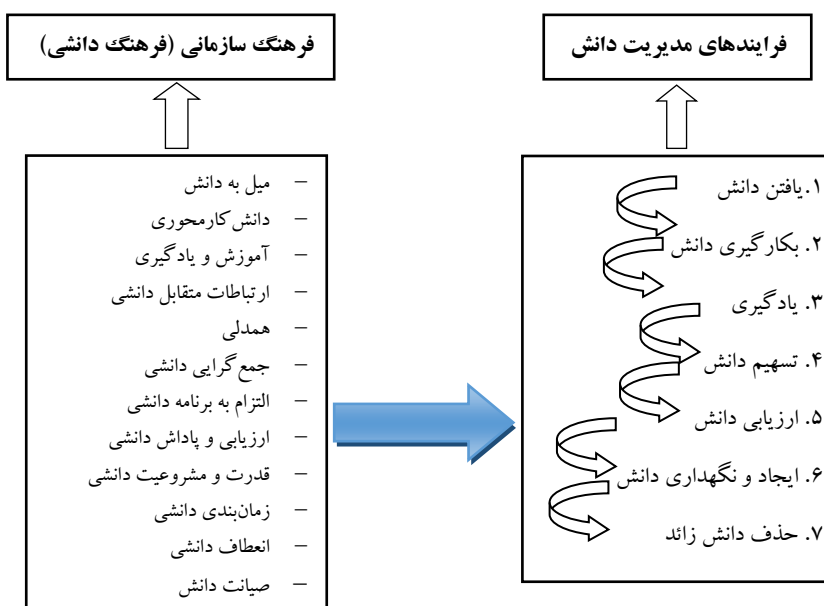 فرایندهای مدیریت دانش
۱.یافتن دانش
۲. بکارگیری دانش
۳. یادگیری
۴. تسهیم دانش
۵. ارزیابی دانش
۶. ایجاد و نگهداری دانش
۷. حذف دانش زائد
فرهنگ سازمانی (فرهنگ دانشی)
– میل به دانش
– دانش‌کارمحوری
– آموزش و یادگیری
– ارتباطات متقابل دانشی
– همدلی
– جمع‌گرایی دانشی
– التزام به برنامه دانشی
– ارزیابی و پاداش دانشی
– قدرت و مشروعیت دانشی
– زمان‌بندی دانشی
– انعطاف دانشی
– صیانت دانش